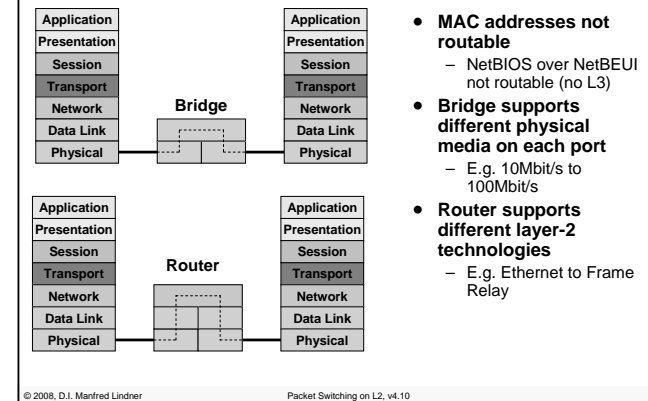 Application
Presentation
Session
Transport
Network
Data Link
Physical
Bridge
Application
Presentation
Session
Transport
Network
Data Link
Physical
Application
Presentation
Session
Transport
Network
Data Link
Physical
Router
Application
Presentation
Session
Transport
Network
Data Link
Physical
• MAC addresses not
routable
– NetBIOS over NetBEUI
not routable (no L3)
• Bridge supports
different physical
media on each port
– E.g. 10Mbit/s to
100Mbit/s
• Router supports
different layer-2
technologies
– E.g. Ethernet to Frame
Relay
© 2008, D.I. Manfred Lindner
Packet Switching on L2, v4.10